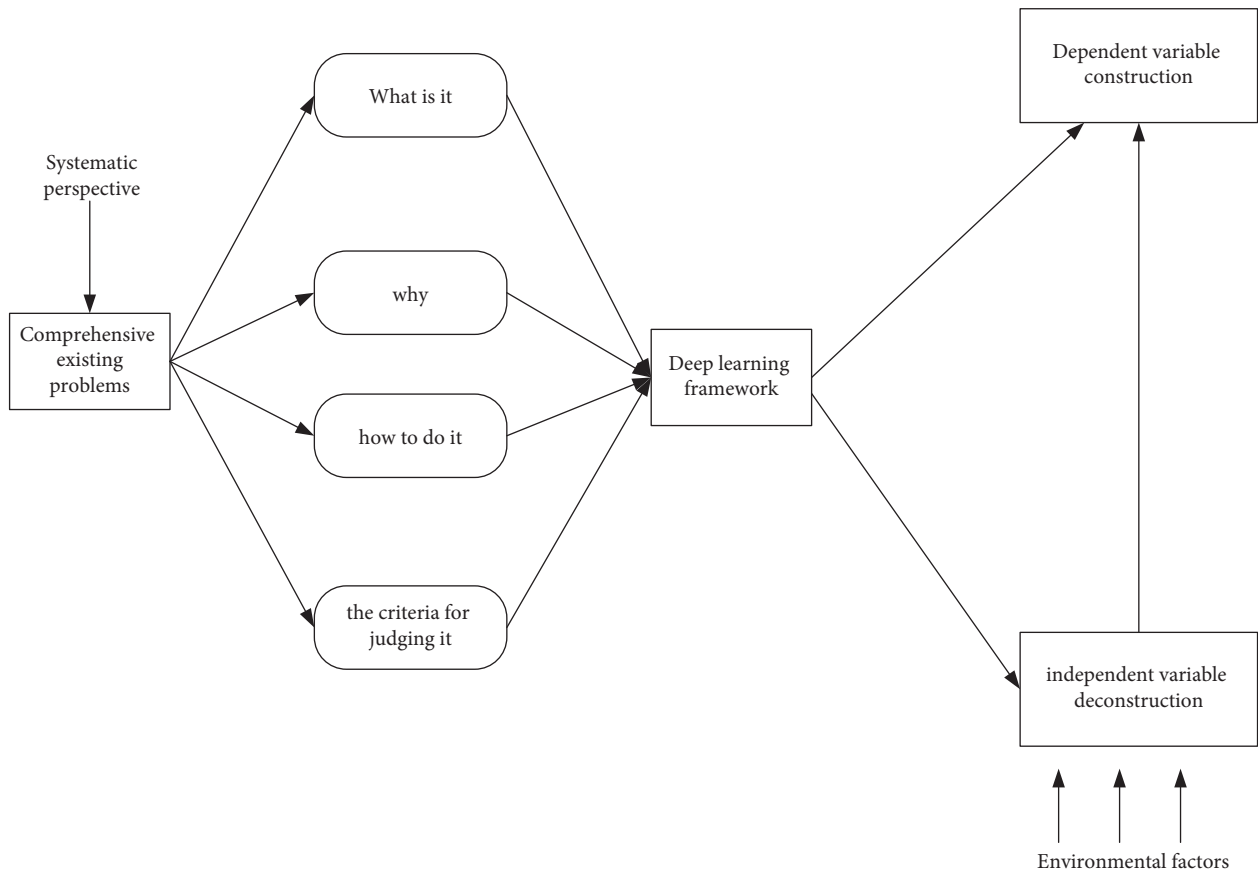 Systematic
perspective
Comprehensive
existing
problems
What is it
why
how to do it
the criteria for
judging it
Deep learning
framework
Dependent variable
construction
independent variable
deconstruction
Environmental factors